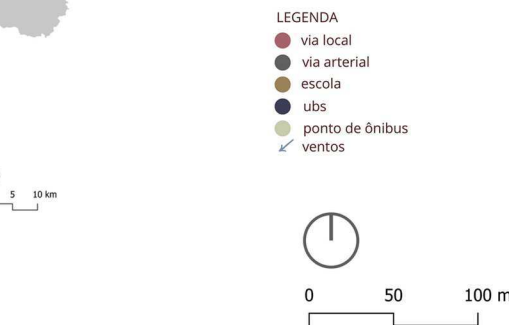 LEGENDA
via local
via arterial
escola
ubs
ponto de ônibus
ventos
5 10 km
0 50 100 m